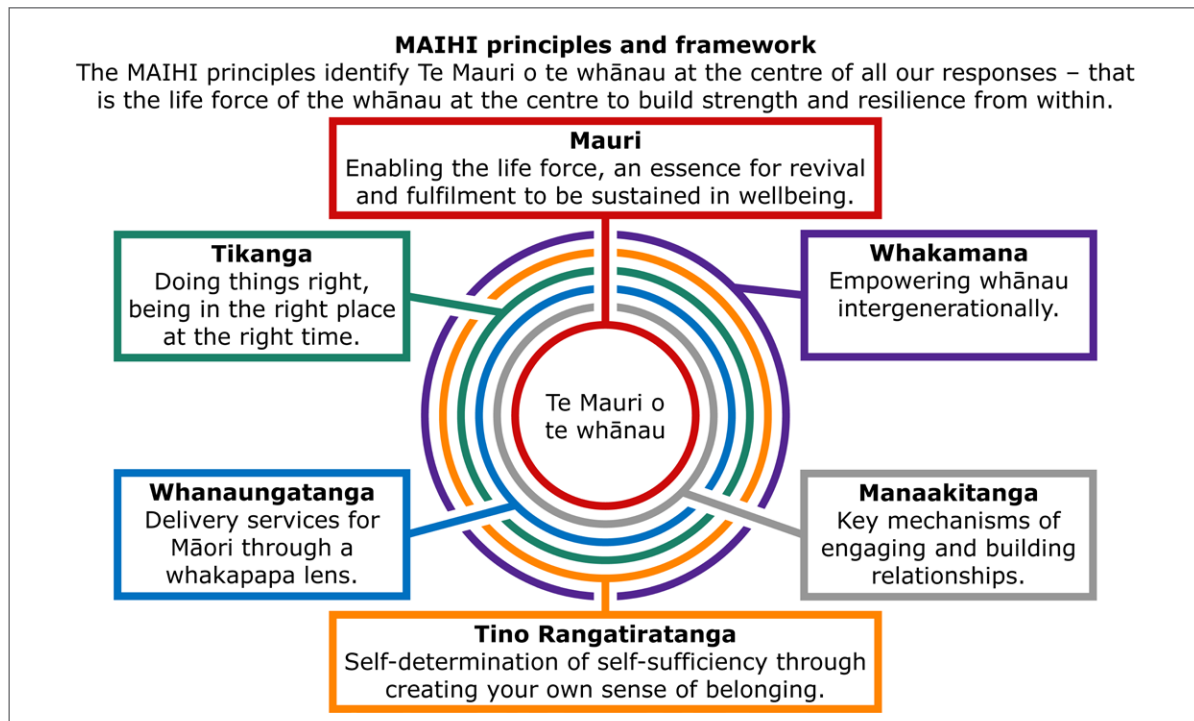 MAIHI principles and framework
The MAIHI principles identify Te Mauri o te whānau at the centre of all our responses – that
is the life force of the whānau at the centre to build strength and resilience from within.
Mauri
Enabling the life force, an essence for revival
and fulfilment to be sustained in wellbeing.
Tikanga
Doing things right,
being in the right place
at the right time.
Whakamana
Empowering whānau
intergenerationally.
Te Mauri o
te whānau
Whanaungatanga
Delivery services for
Māori through a
whakapapa lens.
Manaakitanga
Key mechanisms of
engaging and building
relationships.
Tino Rangatiratanga
Self-determination of self-sufficiency through
creating your own sense of belonging.